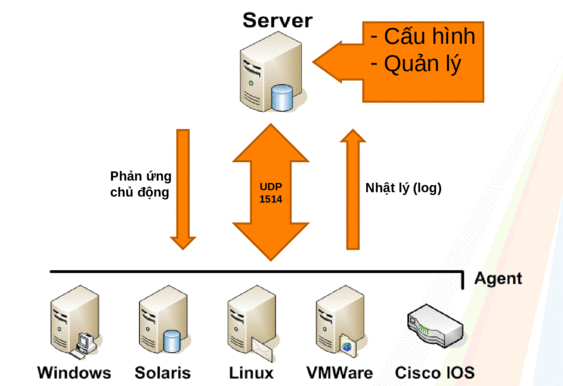 Server
- Cấu hình
- Quản lý
Phản ứng
chủ động
UDP
1514
Nhật lý (log)
Agent
Windows
Solaris
Linux
VMWare
Cisco IOS